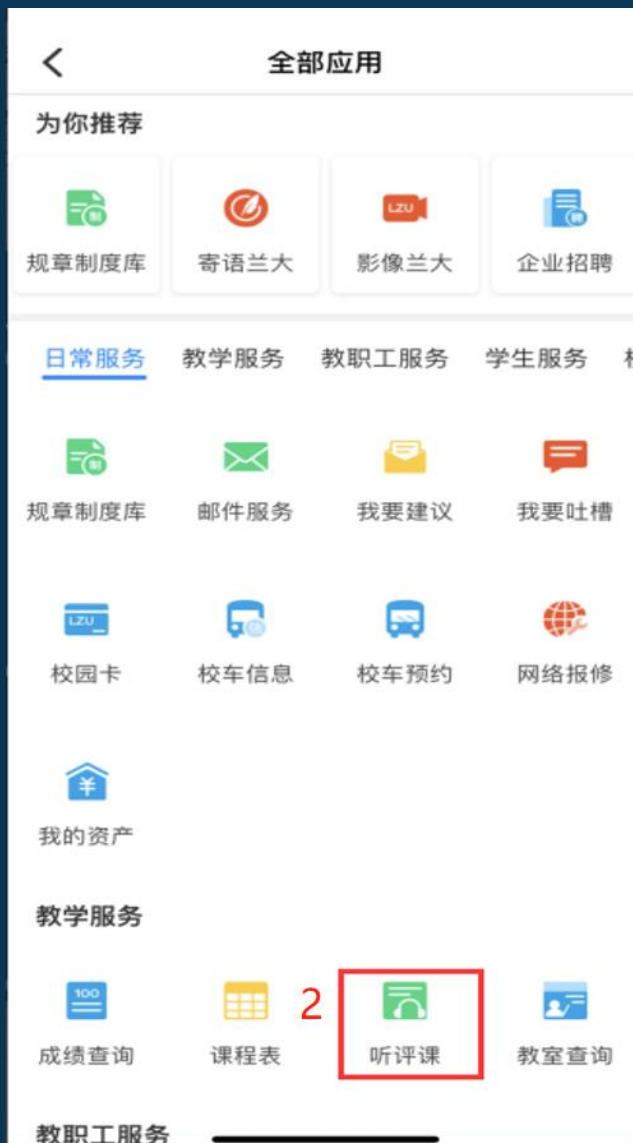 全部应用
为你推荐
制 LZU 聘
规章制度库 寄语兰大 影像兰大 企业招聘
日常服务 教学服务 教职工服务 学生服务
制
规章制度库 邮件服务 我要建议 我要吐槽
LZU
校园卡 校车信息 校车预约 网络报修
¥
我的资产
教学服务
100 2
成绩查询 课程表 听评课 教室查询
教职工服务